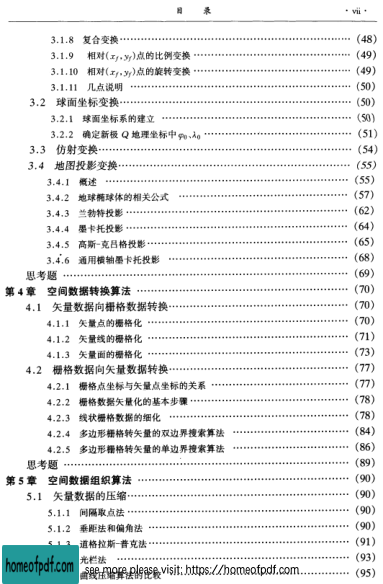 目 录 · vii ·
3.1.8 复合变换 (48)
3.1.9 相对(x_f,y_f)点的比例变换 (49)
3.1.10 相对(x_f,y_f)点的旋转变换 (49)
3.1.11 几点说明 (50)
3.2 球面坐标变换 (50)
3.2.1 球面坐标系的建立 (50)
3.2.2 确定新极 Q 地理坐标中 φ₀、λ₀ (51)
3.3 仿射变换 (54)
3.4 地图投影变换 (55)
3.4.1 概述 (55)
3.4.2 地球椭球体的相关公式 (57)
3.4.3 兰勃特投影 (62)
3.4.4 墨卡托投影 (64)
3.4.5 高斯-克吕格投影 (65)
3.4.6 通用横轴墨卡托投影 (68)
思考题 (69)
第 4 章 空间数据转换算法 (70)
4.1 矢量数据向栅格数据转换 (70)
4.1.1 矢量点的栅格化 (70)
4.1.2 矢量线的栅格化 (71)
4.1.3 矢量面的栅格化 (73)
4.2 栅格数据向矢量数据转换 (77)
4.2.1 栅格点坐标与矢量点坐标的关系 (77)
4.2.2 栅格数据矢量化的基本步骤 (78)
4.2.3 线状栅格数据的细化 (78)
4.2.4 多边形栅格转矢量的双边界搜索算法 (84)
4.2.5 多边形栅格转矢量的单边界搜索算法 (86)
思考题 (89)
第 5 章 空间数据组织算法 (90)
5.1 矢量数据的压缩 (90)
5.1.1 间隔取点法 (90)
5.1.2 垂距法和偏角法 (90)
5.1.3 道格拉斯-普克法 (91)
光栏法 (93)
曲线压缩算法的比较 (95)
homeofpdf.com
see more please visit: https://homeofpdf.com